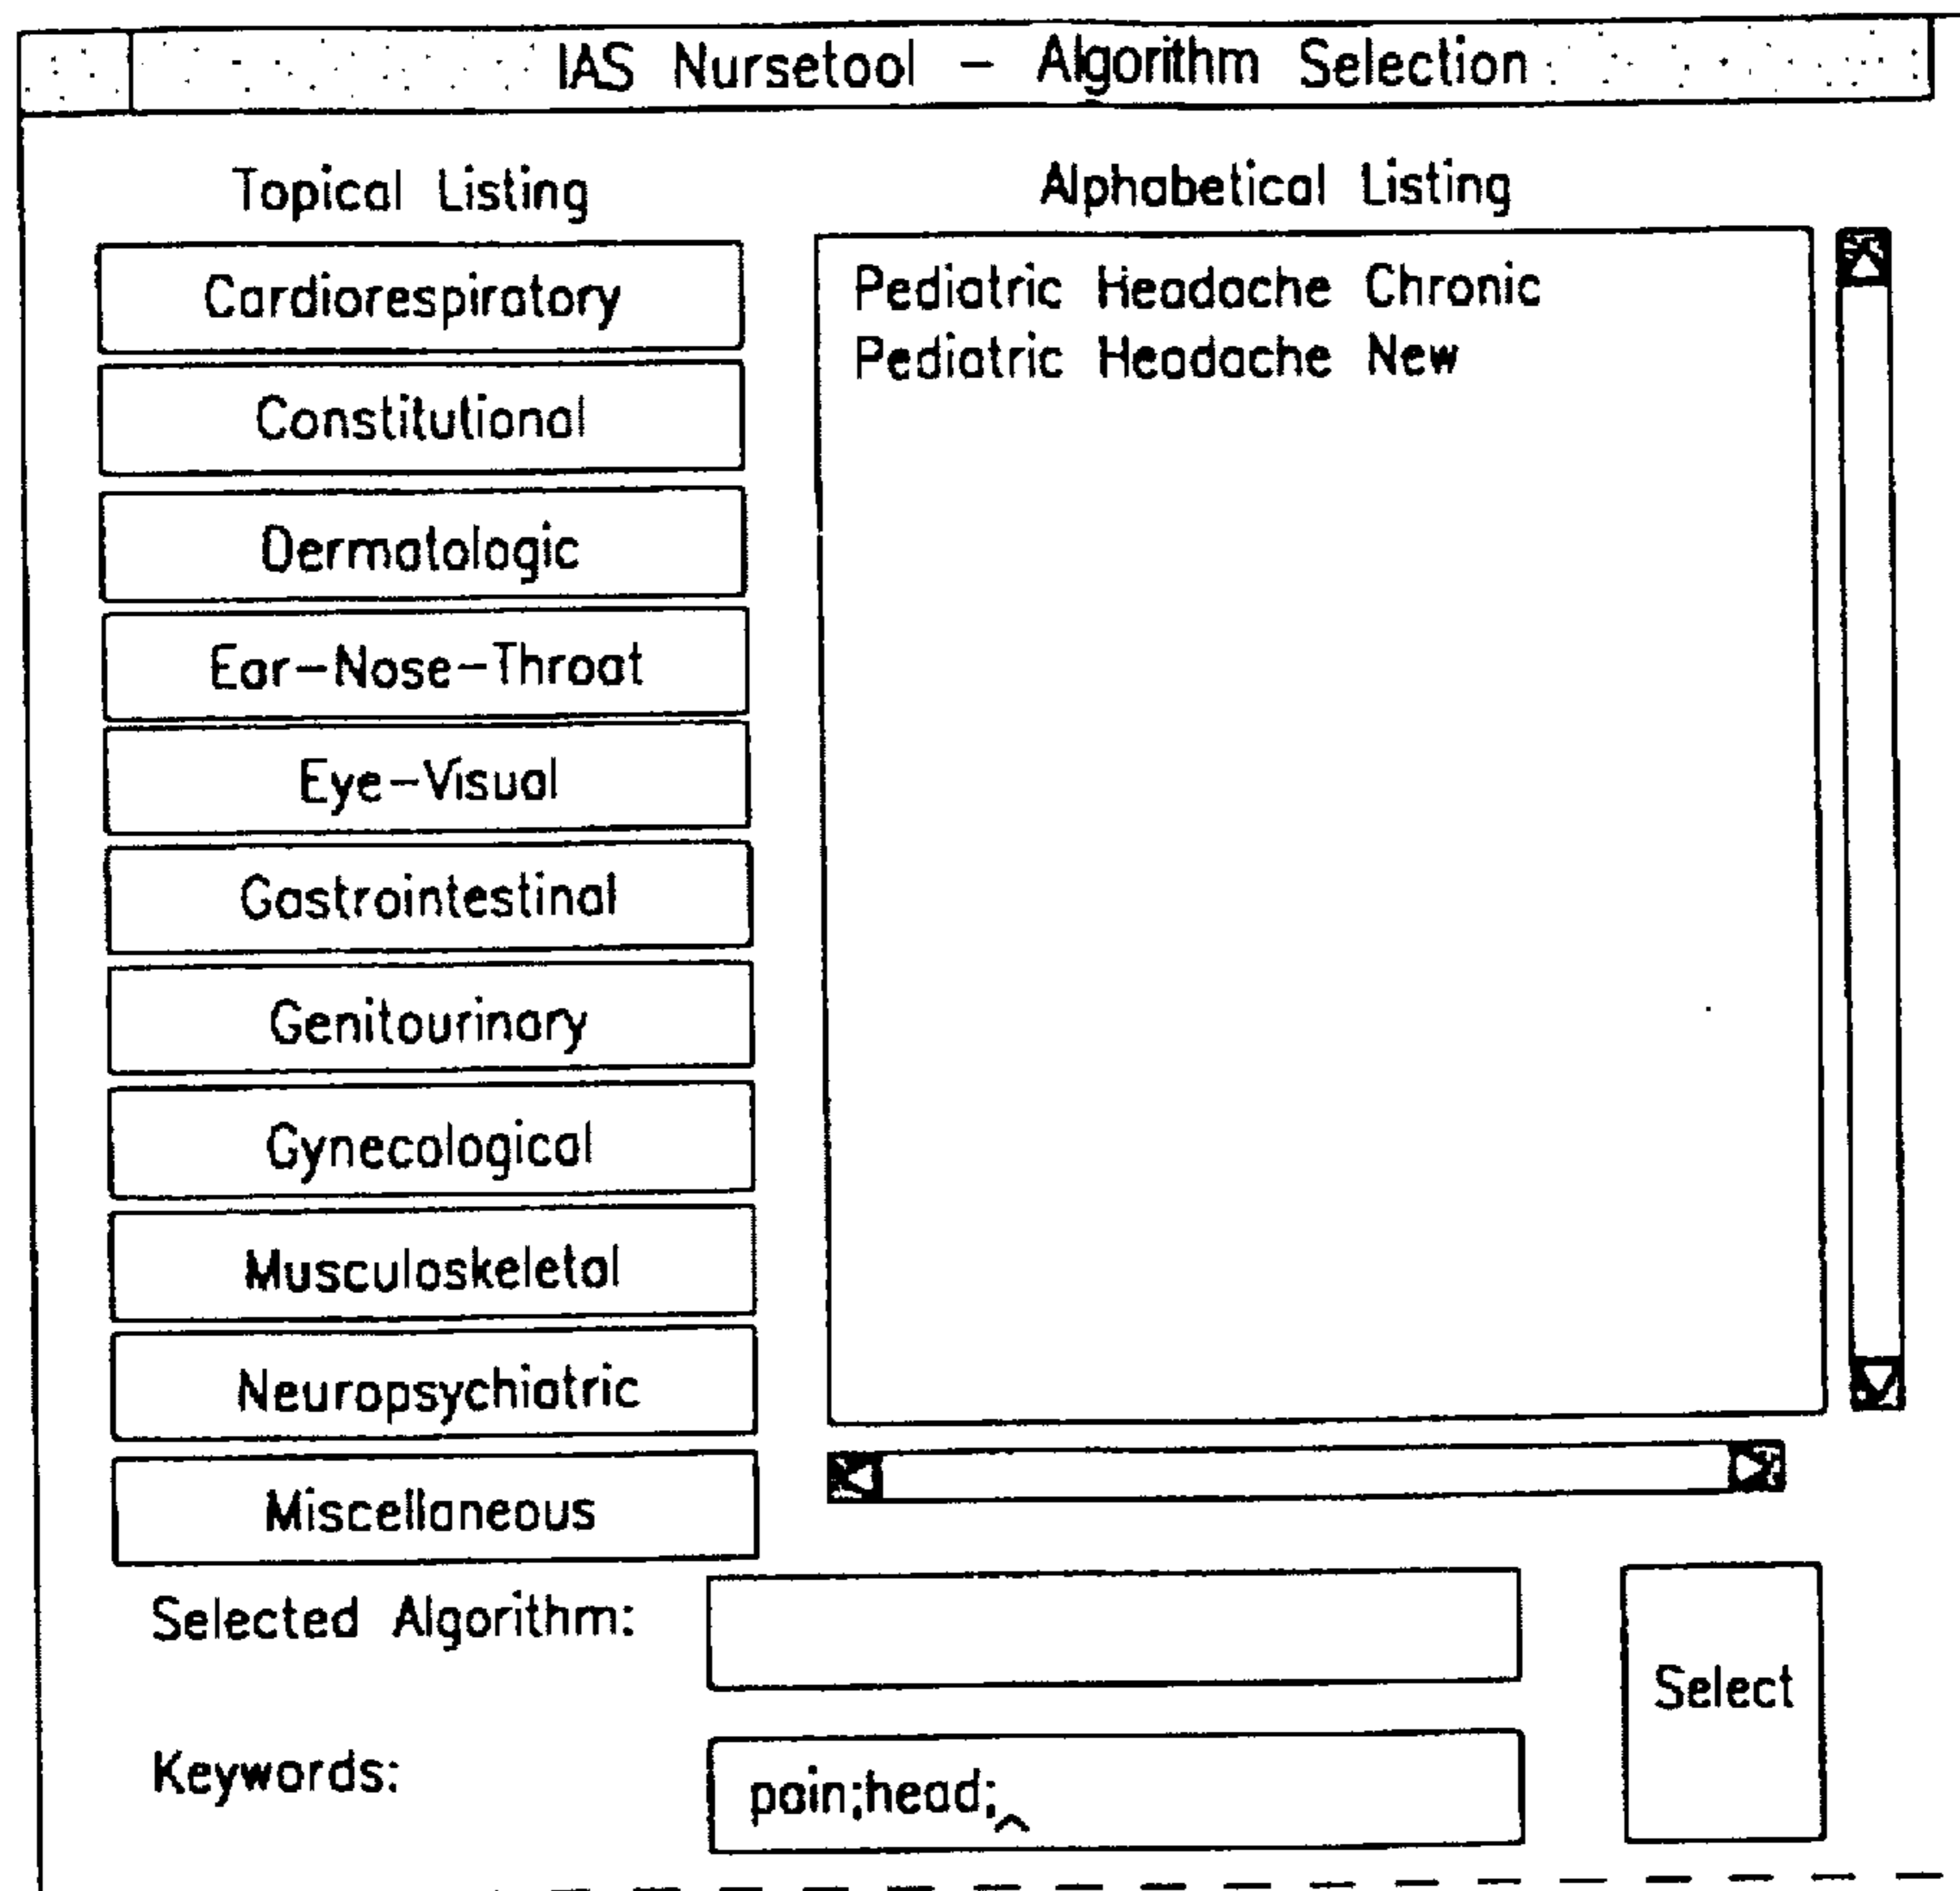 IAS Nursetool – Algorithm Selection
Topical Listing
Cardiorespiratory
Constitutional
Dermatologic
Ear–Nose–Throat
Eye–Visual
Gastrointestinal
Genitourinary
Gynecological
Musculoskeletal
Neuropsychiatric
Miscellaneous
Alphabetical Listing
Pediatric Headache Chronic
Pediatric Headache New
Selected Algorithm:
Select
Keywords:
pain;head;